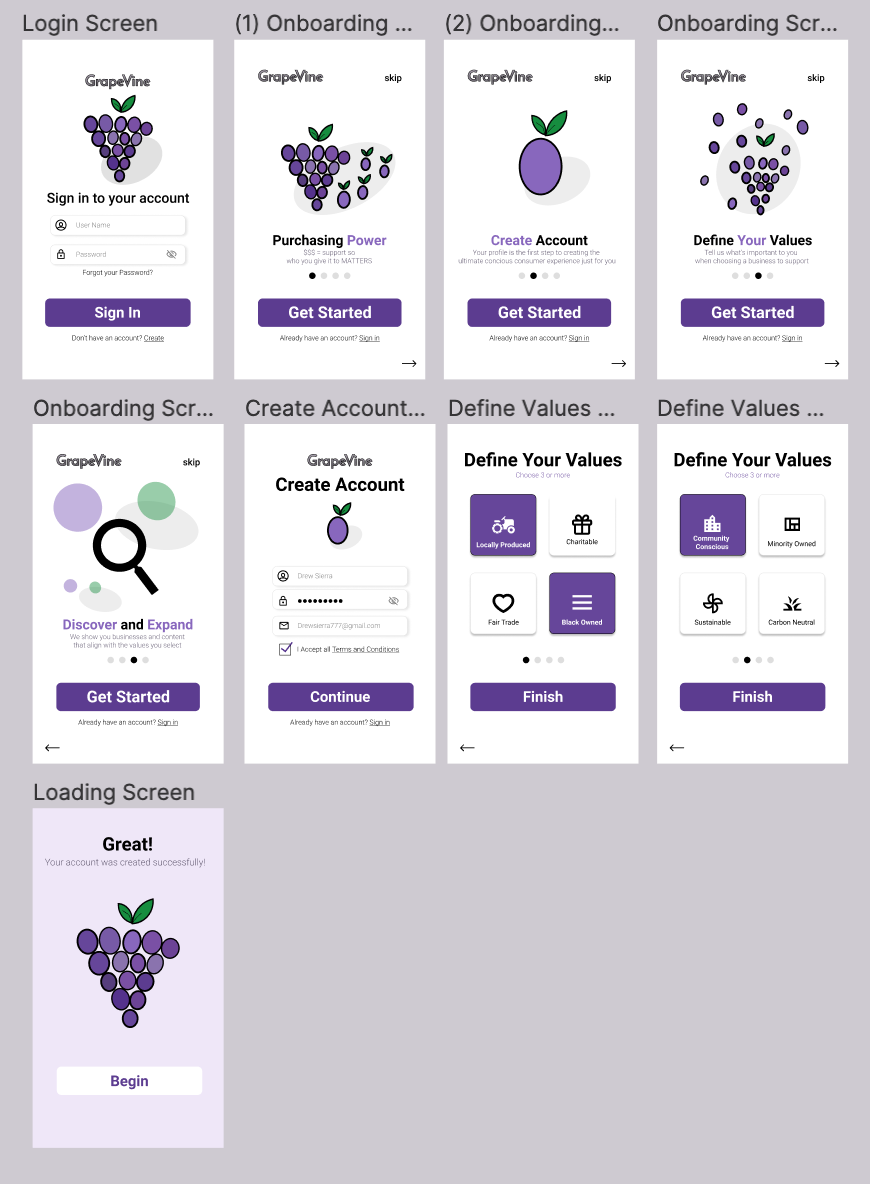 Login Screen
GrapeVine
Sign in to your account
User Name
Password
Forgot your Password?
Sign In
Don't have an account? Create
(1) Onboarding ...
GrapeVine
skip
Purchasing Power
$$$ = support so
who you give it to MATTERS
Get Started
Already have an account? Sign in
(2) Onboarding...
GrapeVine
skip
Create Account
Your profile is the first step to creating the
ultimate concious consumer experience just for you
Get Started
Already have an account? Sign in
Onboarding Scr...
GrapeVine
skip
Define Your Values
Tell us what's important to you
when choosing a business to support
Get Started
Already have an account? Sign in
Onboarding Scr...
GrapeVine
skip
Discover and Expand
We show you businesses and content
that align with the values you select
Get Started
Already have an account? Sign in
Create Account...
GrapeVine
Create Account
Drew Sierra
Drewsierra777@gmail.com
I Accept all Terms and Conditions
Continue
Already have an account? Sign in
Define Values ...
Define Your Values
Choose 3 or more
Locally Produced
Charitable
Fair Trade
Black Owned
Finish
Define Values ...
Define Your Values
Choose 3 or more
Community
Conscious
Minority Owned
Sustainable
Carbon Neutral
Finish
Loading Screen
Great!
Your account was created successfully!
Begin